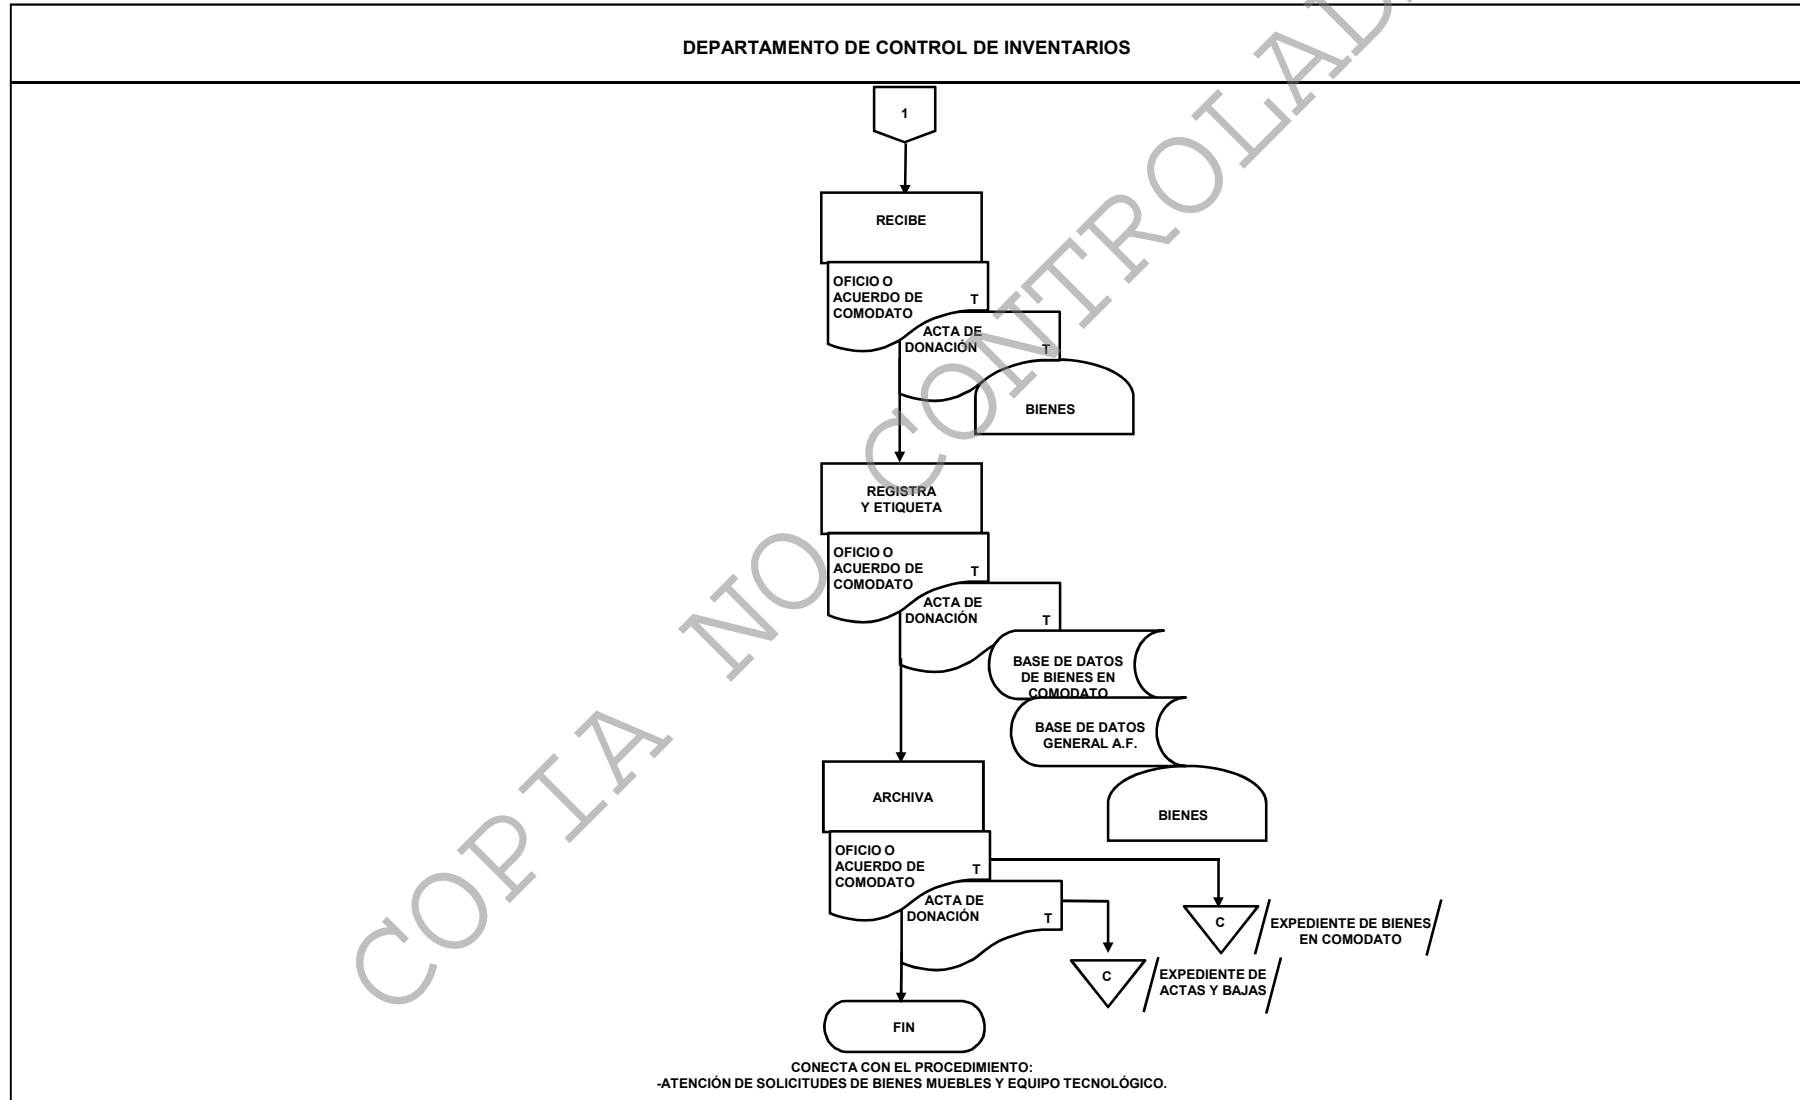 DEPARTAMENTO DE CONTROL DE INVENTARIOS
1
RECIBE
OFICIO O
ACUERDO DE
COMODATO
T
ACTA DE
DONACIÓN
T
BIENES
REGISTRA
Y ETIQUETA
OFICIO O
ACUERDO DE
COMODATO
T
ACTA DE
DONACIÓN
T
BASE DE DATOS
DE BIENES EN
COMODATO
BASE DE DATOS
GENERAL A.F.
BIENES
ARCHIVA
OFICIO O
ACUERDO DE
COMODATO
T
ACTA DE
DONACIÓN
T
C
EXPEDIENTE DE BIENES
EN COMODATO
C
EXPEDIENTE DE
ACTAS Y BAJAS
FIN
CONECTA CON EL PROCEDIMIENTO:
-ATENCIÓN DE SOLICITUDES DE BIENES MUEBLES Y EQUIPO TECNOLÓGICO.
COPIA NO CONTROLAD